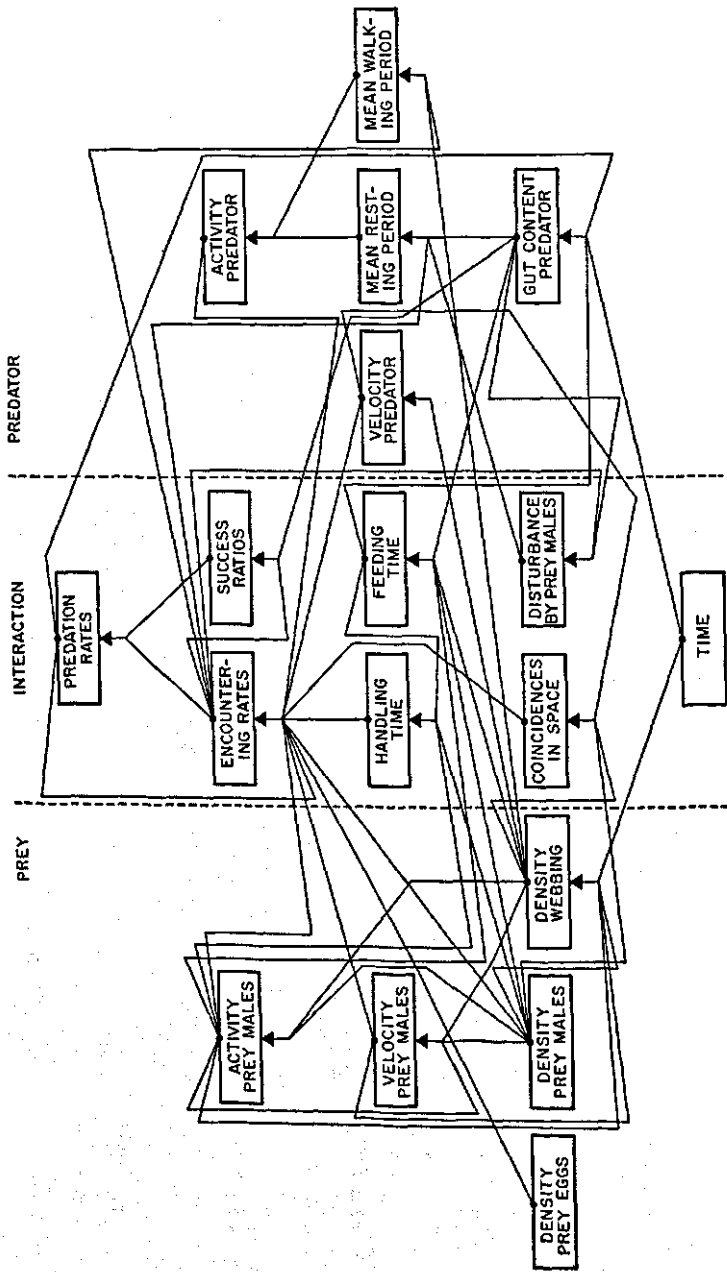 PREY
INTERACTION
PREDATOR
PREDATION
RATES
ACTIVITY
PREY MALES
ENCOUNTER-
ING RATES
SUCCESS
RATIOS
ACTIVITY
PREDATOR
VELOCITY
PREY MALES
HANDLING
TIME
FEEDING
TIME
VELOCITY
PREDATOR
MEAN REST-
ING PERIOD
MEAN WALK-
ING PERIOD
DENSITY
PREY EGGS
DENSITY
PREY MALES
DENSITY
WEBBING
COINCIDENCES
IN SPACE
DISTURBANCE
BY PREY MALES
GUT CONTENT
PREDATOR
TIME